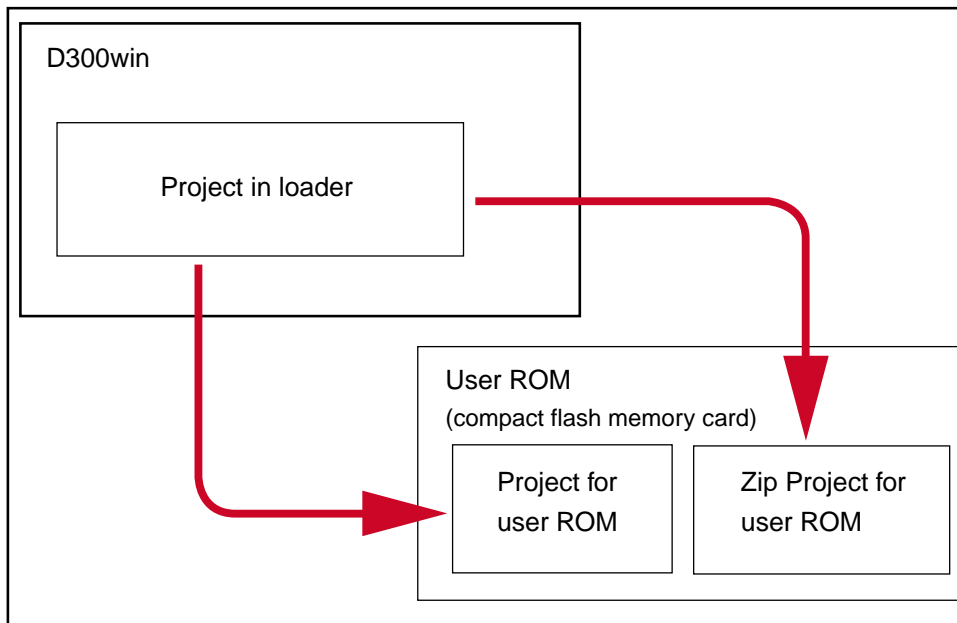 D300win
Project in loader
User ROM
(compact flash memory card)
Project for
user ROM
Zip Project for
user ROM